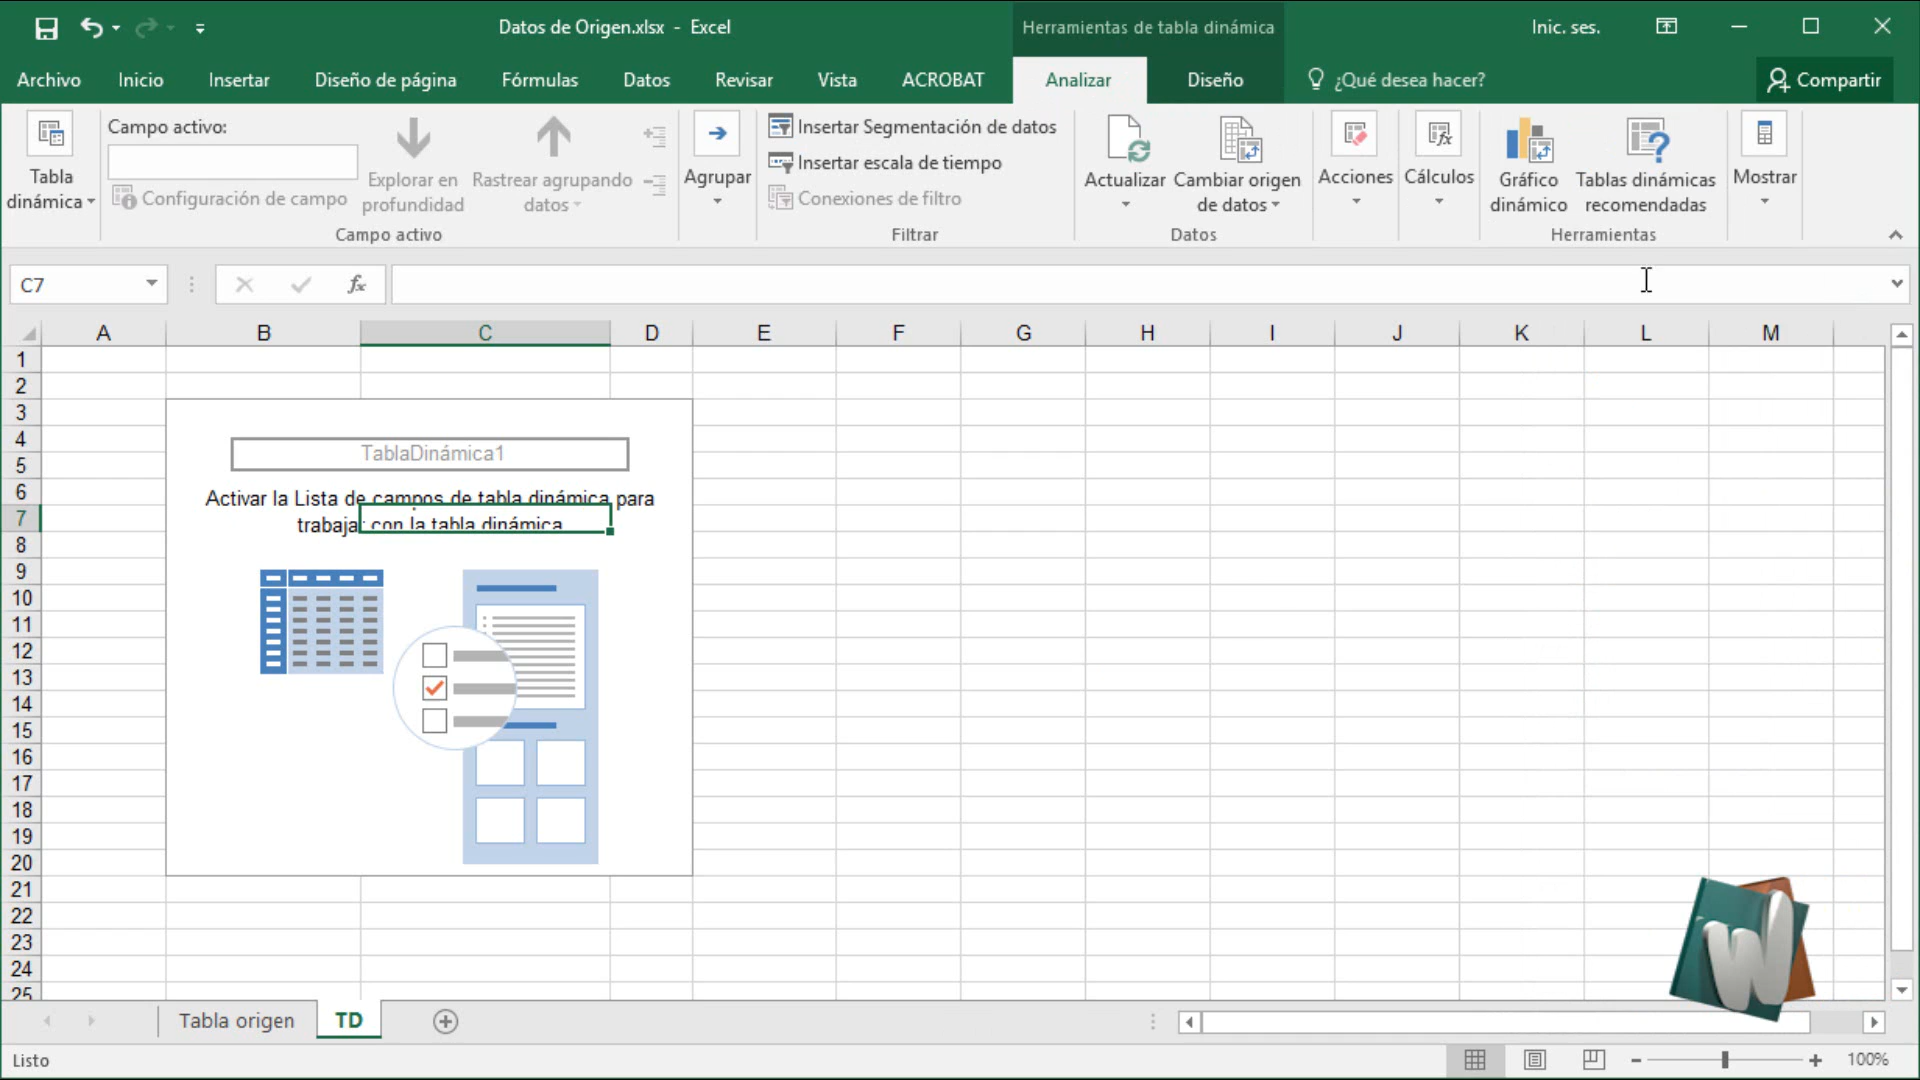 Datos de Origen.xlsx - Excel
Herramientas de tabla dinámica
Inic. ses.
Archivo
Inicio
Insertar
Diseño de página
Fórmulas
Datos
Revisar
Vista
ACROBAT
Analizar
Diseño
¿Qué desea hacer?
Compartir
Tabla
dinámica
Campo activo:
Configuración de campo
Explorar en
profundidad
Rastrear agrupando
datos
Campo activo
Agrupar
Insertar Segmentación de datos
Insertar escala de tiempo
Conexiones de filtro
Filtrar
Actualizar
Cambiar origen
de datos
Datos
Acciones
Cálculos
Gráfico
dinámico
Tablas dinámicas
recomendadas
Herramientas
Mostrar
C7
fx
A B C D E F G H I J K L M
1
2
3
4
5
6
7
8
9
10
11
12
13
14
15
16
17
18
19
20
21
22
23
24
25
TablaDinámica1
Activar la Lista de campos de tabla dinámica para
trabajar con la tabla dinámica
W
Tabla origen
TD
Listo
100%